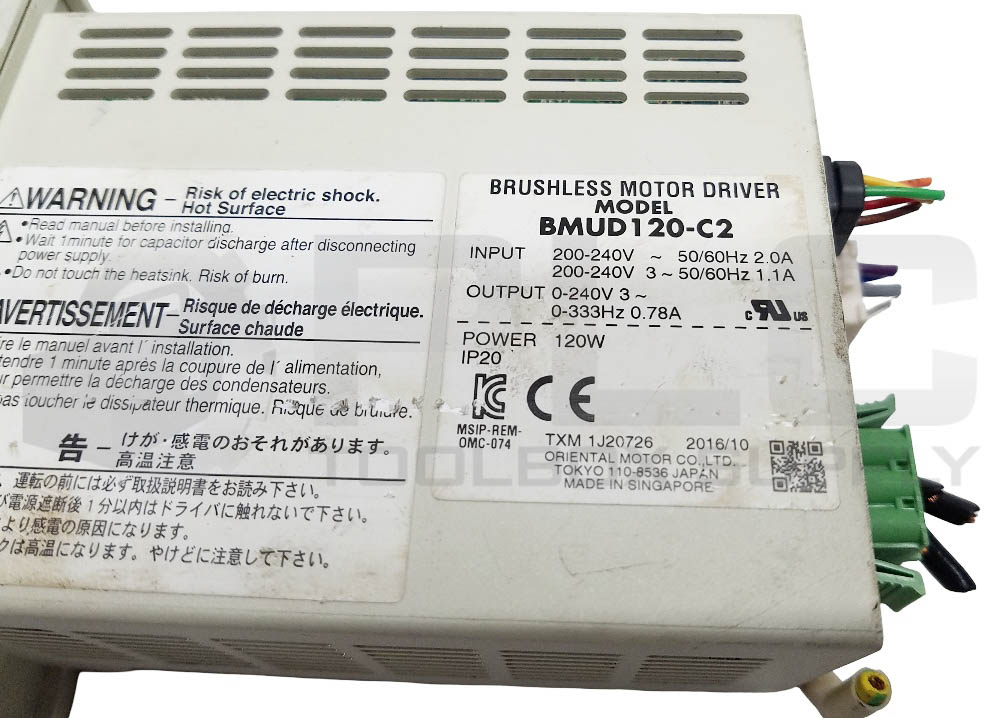 WARNING – Risk of electric shock.
Hot Surface
•Read manual before installing.
•Wait 1minute for capacitor discharge after disconnecting
power supply.
•Do not touch the heatsink. Risk of burn.
AVERTISSEMENT – Risque de décharge électrique.
Surface chaude
le manuel avant l'installation.
1 minute après la coupure de l'alimentation,
permettre la décharge des condensateurs.
toucher le dissipateur thermique. Risque de brulure.
告 – けが・感電のおそれがあります。
高温注意
運転の前には必ず取扱説明書をお読み下さい。
電源遮断後1分以内はドライバに触れないで下さい。
より感電の原因になります。
は高温になります。やけどに注意して下さい。
BRUSHLESS MOTOR DRIVER
MODEL
BMUD120-C2
INPUT 200-240V ~ 50/60Hz 2.0A
200-240V 3~ 50/60Hz 1.1A
OUTPUT 0-240V 3~
0-333Hz 0.78A
c RU US
POWER 120W
IP20
CE
MSIP-REM-
OMC-074
TXM 1J20726 2016/10
ORIENTAL MOTOR CO.,LTD.
TOKYO 110-8536 JAPAN
MADE IN SINGAPORE
PLC
TOOLBOX SUPPLY